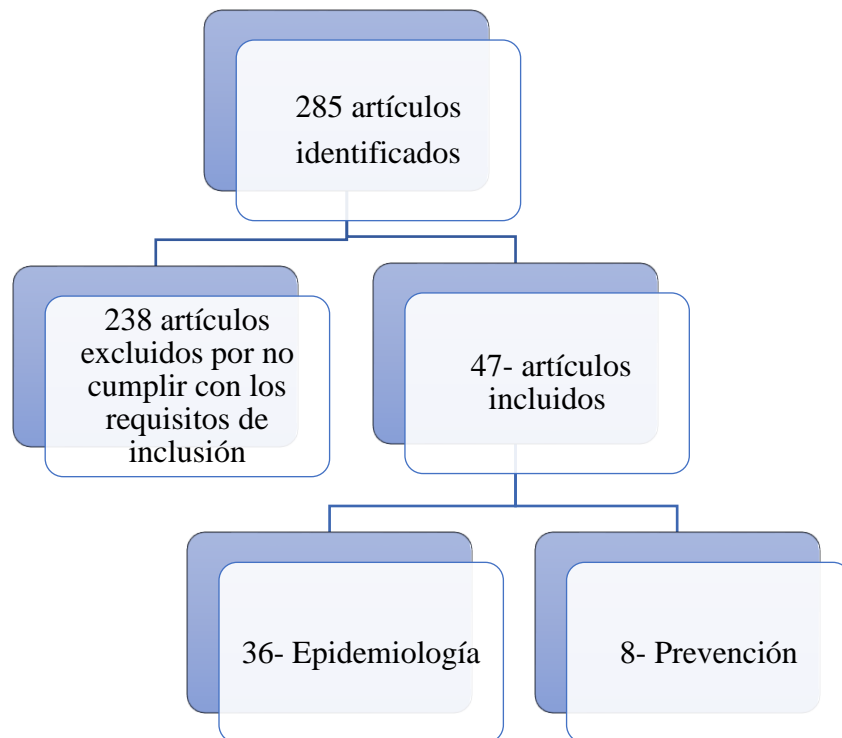 285 artículos
identificados
238 artículos
excluidos por no
cumplir con los
requisitos de
inclusión
47- artículos
incluidos
36- Epidemiología
8- Prevención